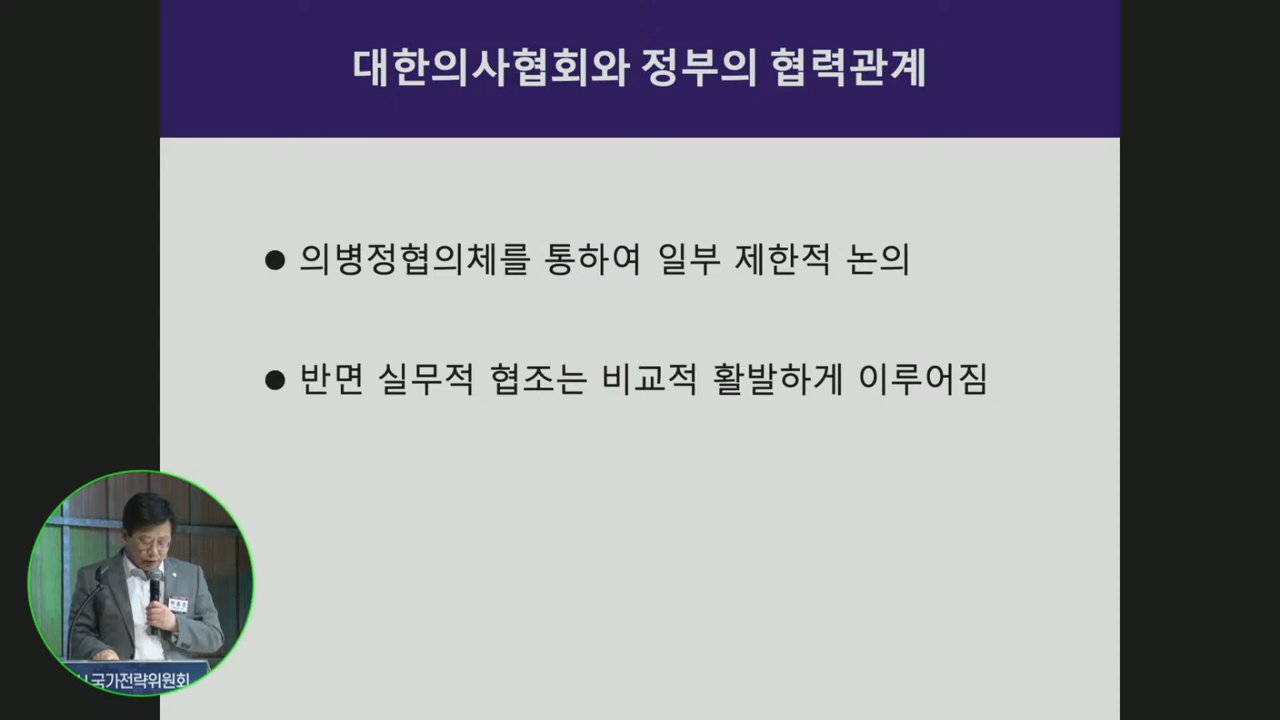 대한의사협회와 정부의 협력관계
● 의병정협의체를 통하여 일부 제한적 논의
● 반면 실무적 협조는 비교적 활발하게 이루어짐
국가전략위원회